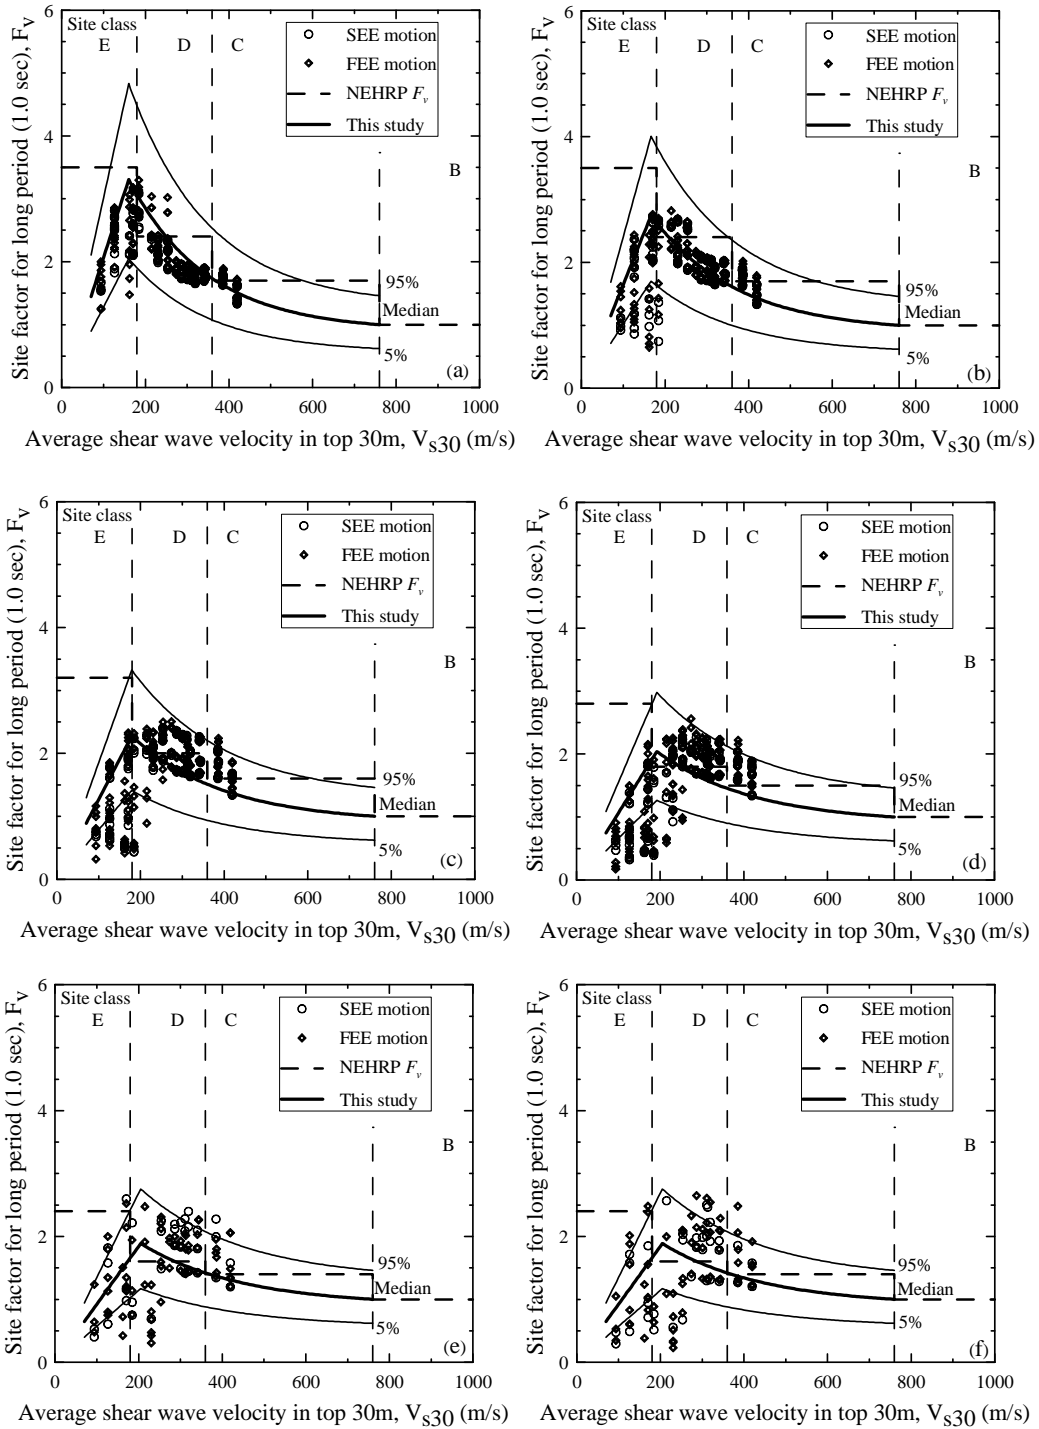 Site factor for long period (1.0 sec), Fv
6
4
2
0
Site class
E D C
B
SEE motion
FEE motion
NEHRP Fv
This study
95%
Median
5%
(a)
0 200 400 600 800 1000
Average shear wave velocity in top 30m, VS30 (m/s)
Site factor for long period (1.0 sec), Fv
6
4
2
0
Site class
E D C
B
SEE motion
FEE motion
NEHRP Fv
This study
95%
Median
5%
(b)
0 200 400 600 800 1000
Average shear wave velocity in top 30m, VS30 (m/s)
Site factor for long period (1.0 sec), Fv
6
4
2
0
Site class
E D C
B
SEE motion
FEE motion
NEHRP Fv
This study
95%
Median
5%
(c)
0 200 400 600 800 1000
Average shear wave velocity in top 30m, VS30 (m/s)
Site factor for long period (1.0 sec), Fv
6
4
2
0
Site class
E D C
B
SEE motion
FEE motion
NEHRP Fv
This study
95%
Median
5%
(d)
0 200 400 600 800 1000
Average shear wave velocity in top 30m, VS30 (m/s)
Site factor for long period (1.0 sec), Fv
6
4
2
0
Site class
E D C
B
SEE motion
FEE motion
NEHRP Fv
This study
95%
Median
5%
(e)
0 200 400 600 800 1000
Average shear wave velocity in top 30m, VS30 (m/s)
Site factor for long period (1.0 sec), Fv
6
4
2
0
Site class
E D C
B
SEE motion
FEE motion
NEHRP Fv
This study
95%
Median
5%
(f)
0 200 400 600 800 1000
Average shear wave velocity in top 30m, VS30 (m/s)